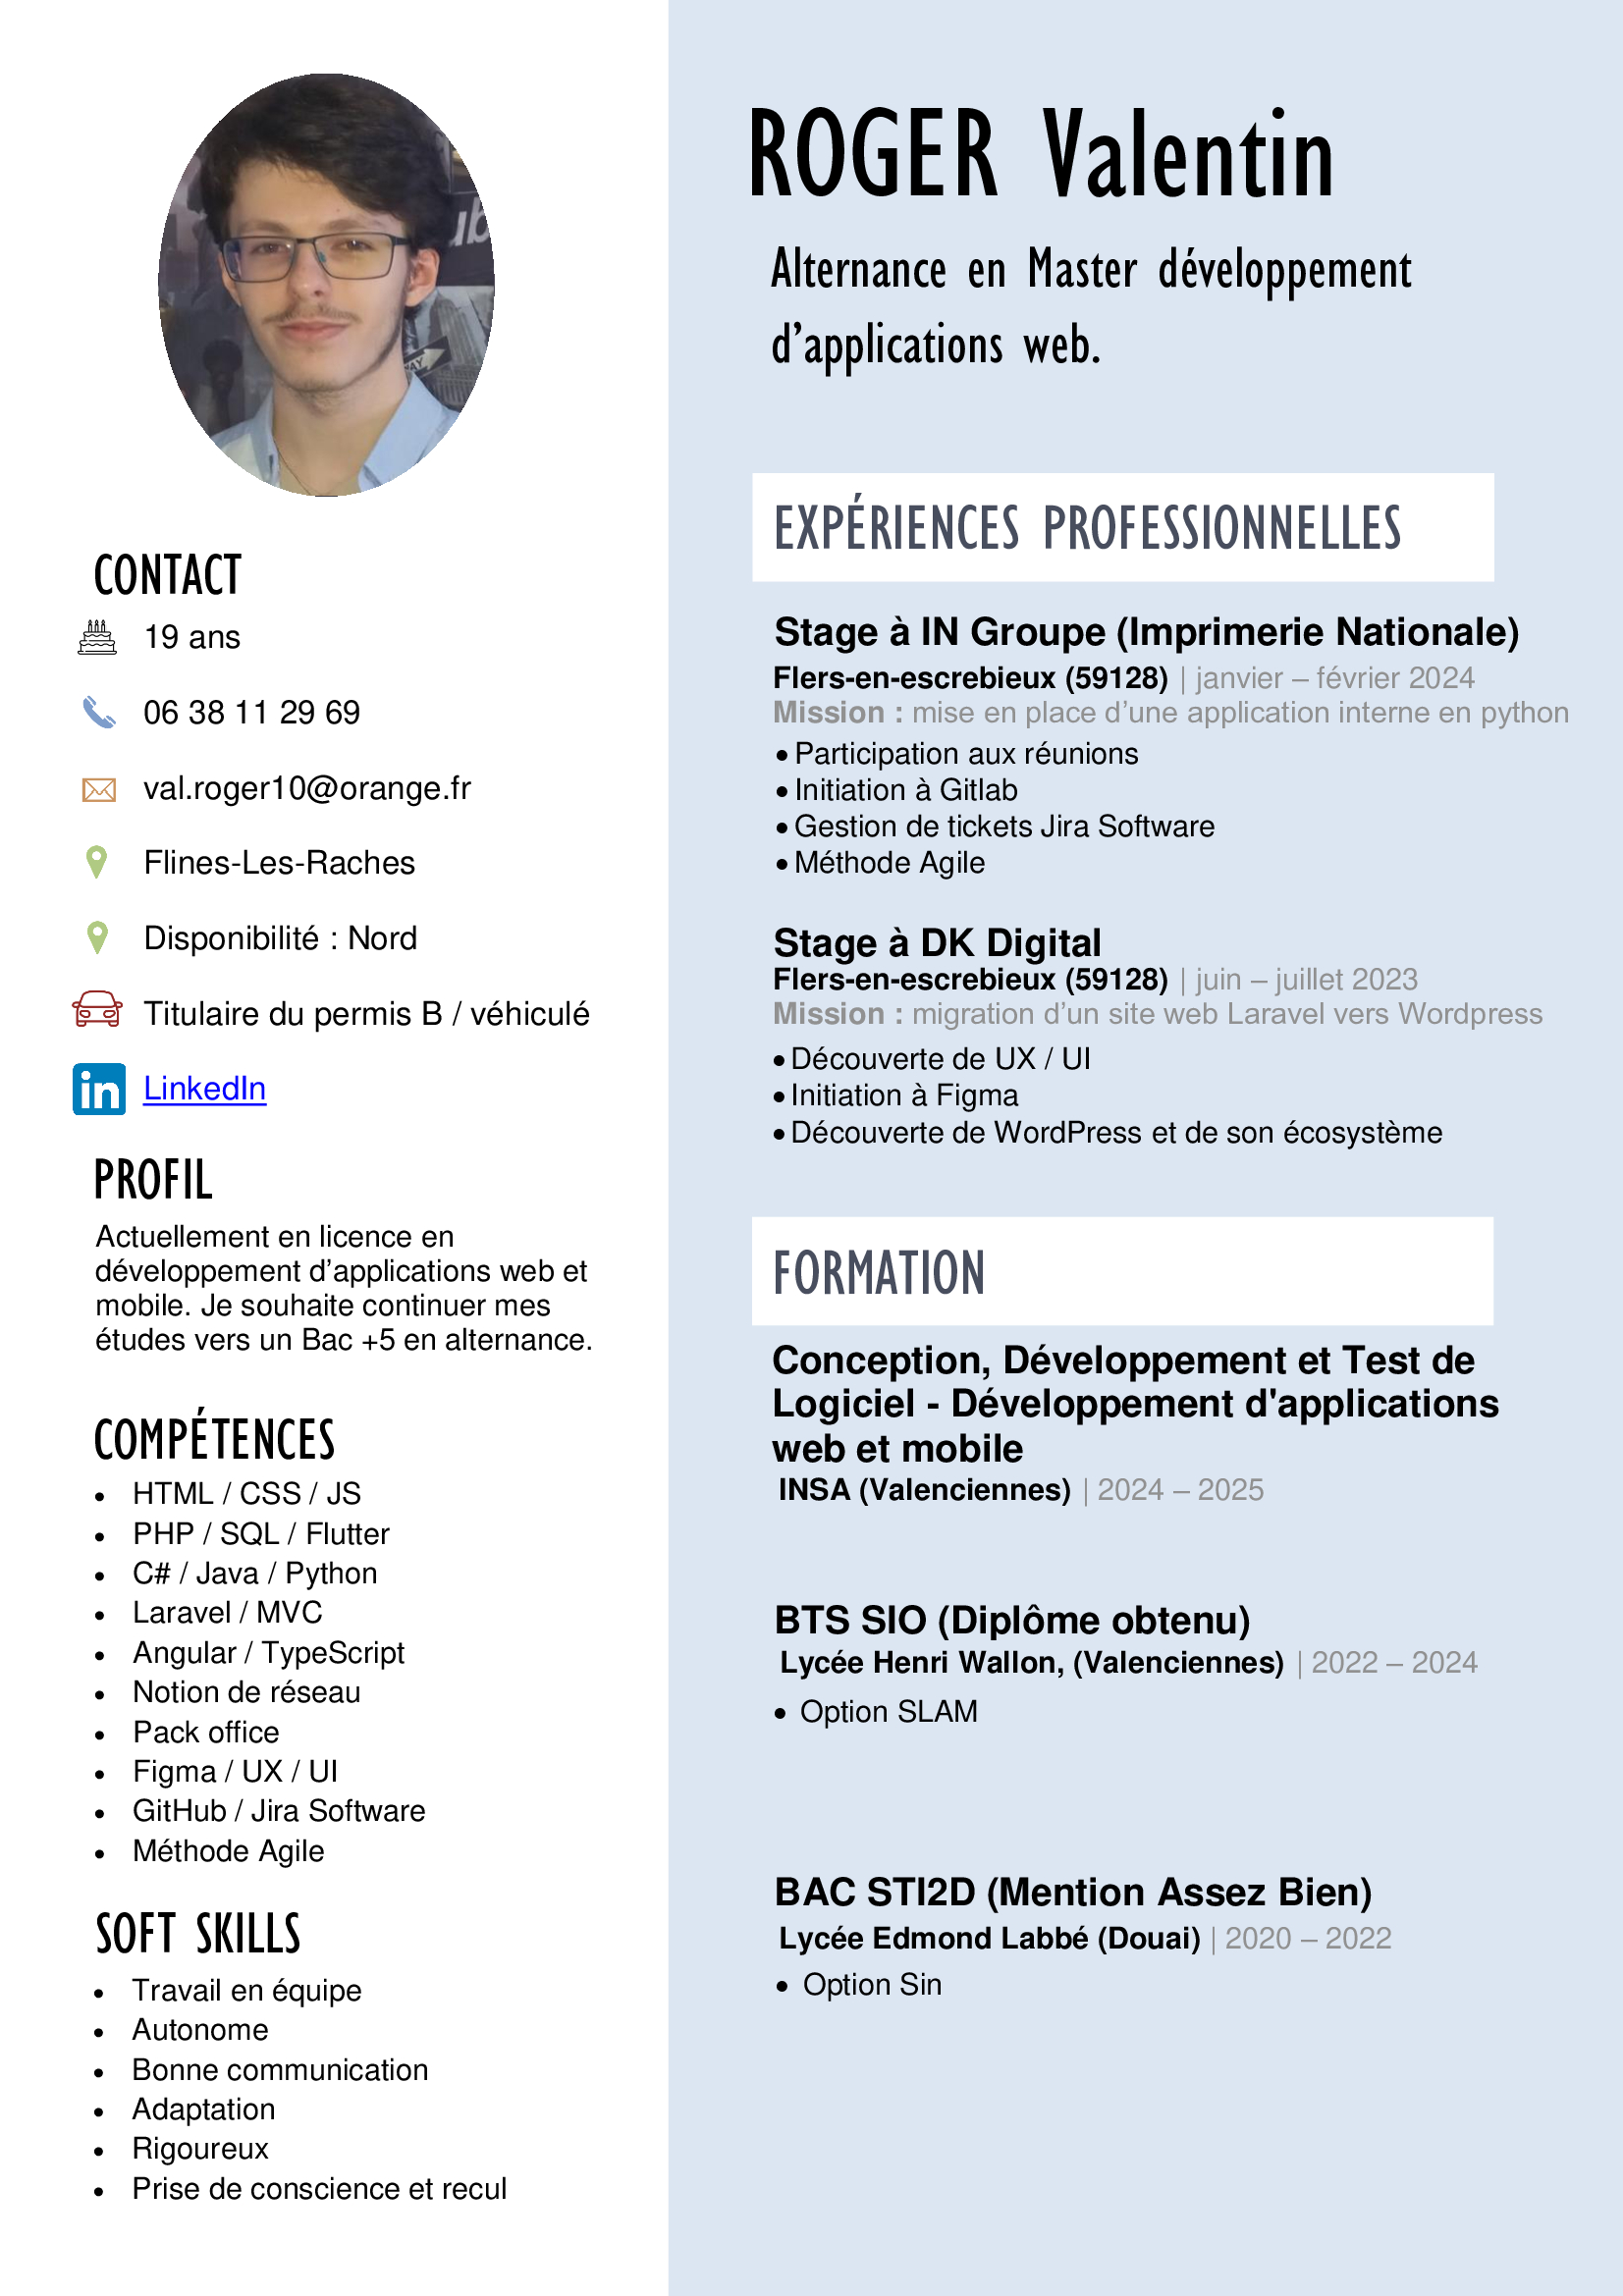 ROGER Valentin
Alternance en Master développement
d’applications web.
CONTACT
19 ans
06 38 11 29 69
val.roger10@orange.fr
Flines-Les-Raches
Disponibilité : Nord
Titulaire du permis B / véhiculé
in LinkedIn
PROFIL
Actuellement en licence en
développement d’applications web et
mobile. Je souhaite continuer mes
études vers un Bac +5 en alternance.
COMPÉTENCES
• HTML / CSS / JS
• PHP / SQL / Flutter
• C# / Java / Python
• Laravel / MVC
• Angular / TypeScript
• Notion de réseau
• Pack office
• Figma / UX / UI
• GitHub / Jira Software
• Méthode Agile
SOFT SKILLS
• Travail en équipe
• Autonome
• Bonne communication
• Adaptation
• Rigoureux
• Prise de conscience et recul
EXPÉRIENCES PROFESSIONNELLES
Stage à IN Groupe (Imprimerie Nationale)
Flers-en-escrebieux (59128) | janvier – février 2024
Mission : mise en place d’une application interne en python
• Participation aux réunions
• Initiation à Gitlab
• Gestion de tickets Jira Software
• Méthode Agile
Stage à DK Digital
Flers-en-escrebieux (59128) | juin – juillet 2023
Mission : migration d’un site web Laravel vers Wordpress
• Découverte de UX / UI
• Initiation à Figma
• Découverte de WordPress et de son écosystème
FORMATION
Conception, Développement et Test de
Logiciel - Développement d'applications
web et mobile
INSA (Valenciennes) | 2024 – 2025
BTS SIO (Diplôme obtenu)
Lycée Henri Wallon, (Valenciennes) | 2022 – 2024
• Option SLAM
BAC STI2D (Mention Assez Bien)
Lycée Edmond Labbé (Douai) | 2020 – 2022
• Option Sin